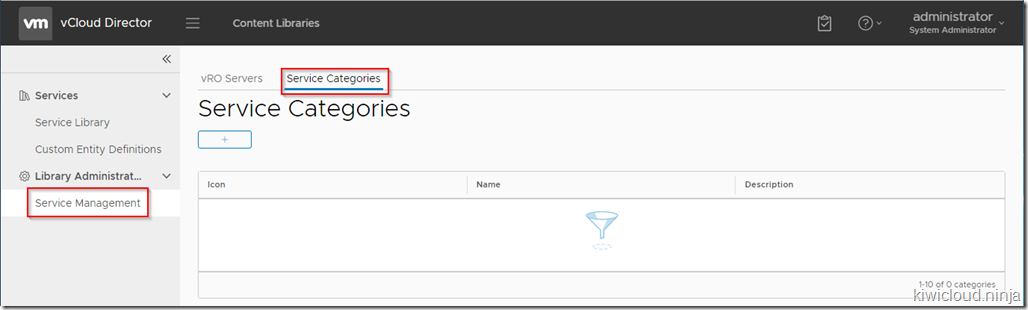 vm vCloud Director Content Libraries administrator
System Administrator
Services
Service Library
Custom Entity Definitions
Library Administrat...
Service Management
vRO Servers Service Categories
Service Categories
+
Icon Name Description
1-10 of 0 categories
kiwicloud.ninja